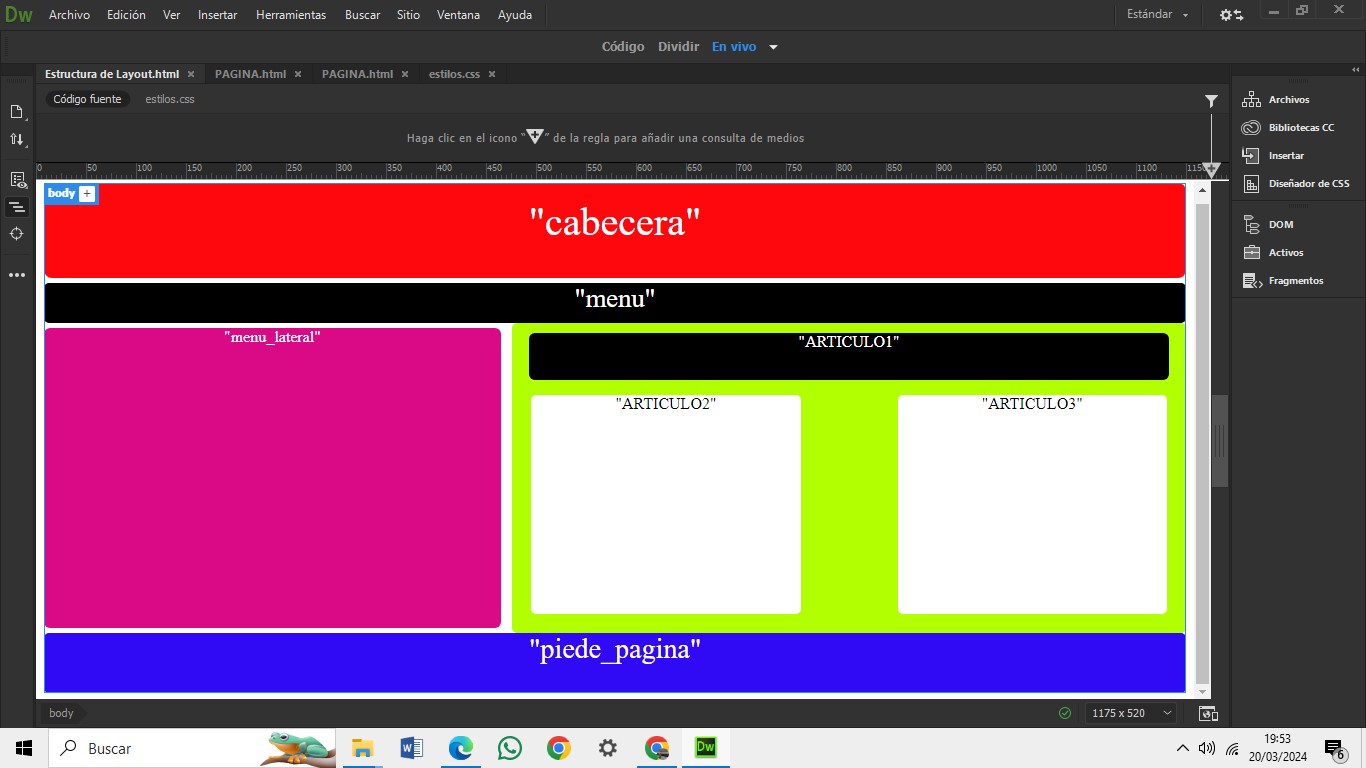 Dw Archivo Edición Ver Insertar Herramientas Buscar Sitio Ventana Ayuda Estándar
Código Dividir En vivo
Estructura de Layout.html × PAGINA.html × PAGINA.html × estilos.css ×
Código fuente estilos.css
Haga clic en el icono " " de la regla para añadir una consulta de medios
0 50 100 150 200 250 300 350 400 450 500 550 600 650 700 750 800 850 900 950 1000 1050 1100
body +
"cabecera"
"menu"
"menu_lateral"
"ARTICULO1"
"ARTICULO2" "ARTICULO3"
"piede_pagina"
Archivos
Bibliotecas CC
Insertar
Diseñador de CSS
DOM
Activos
Fragmentos
body 1175 x 520
Buscar
W
Dw
19:53
20/03/2024
6